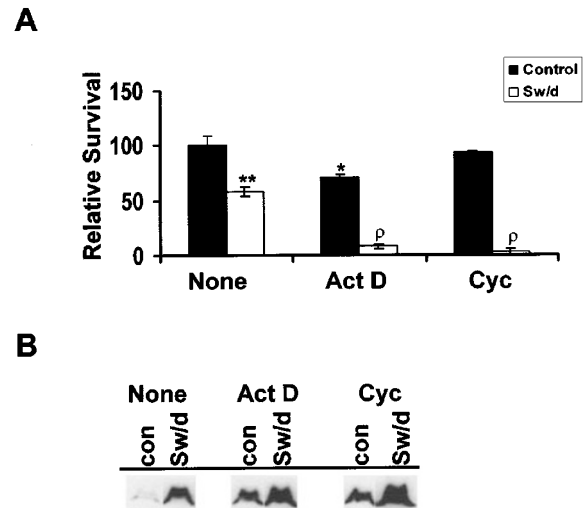 A
Control
Sw/d
Relative Survival
150
100
50
0
**
*
ρ
ρ
None Act D Cyc
B
None Act D Cyc
con Sw/d con Sw/d con Sw/d